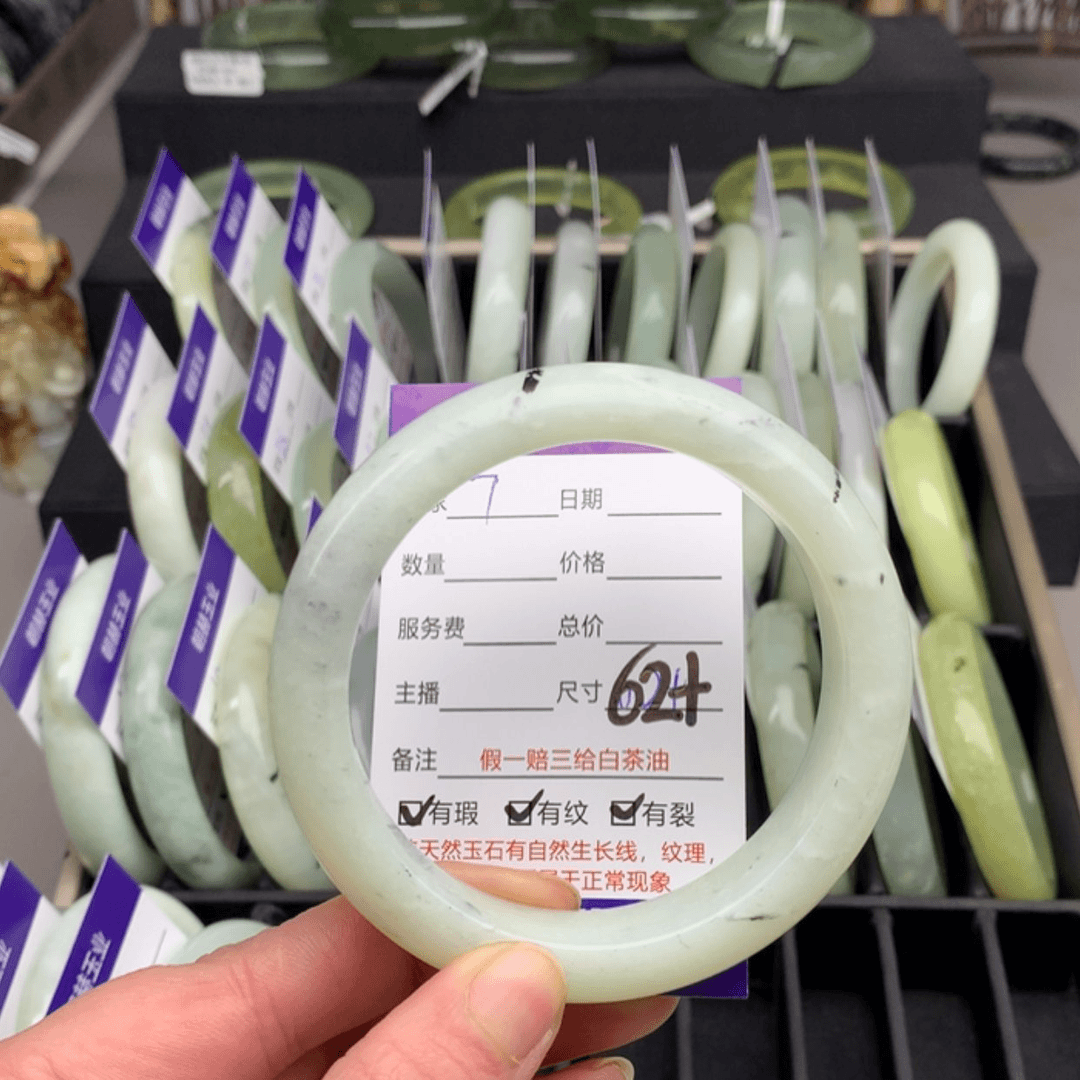 7 日期
数量 价格
服务费 总价
主播 尺寸 62+
备注 假一赔三给白茶油
有瑕 有纹 有裂
天然玉石有自然生长线，纹理，
正常现象